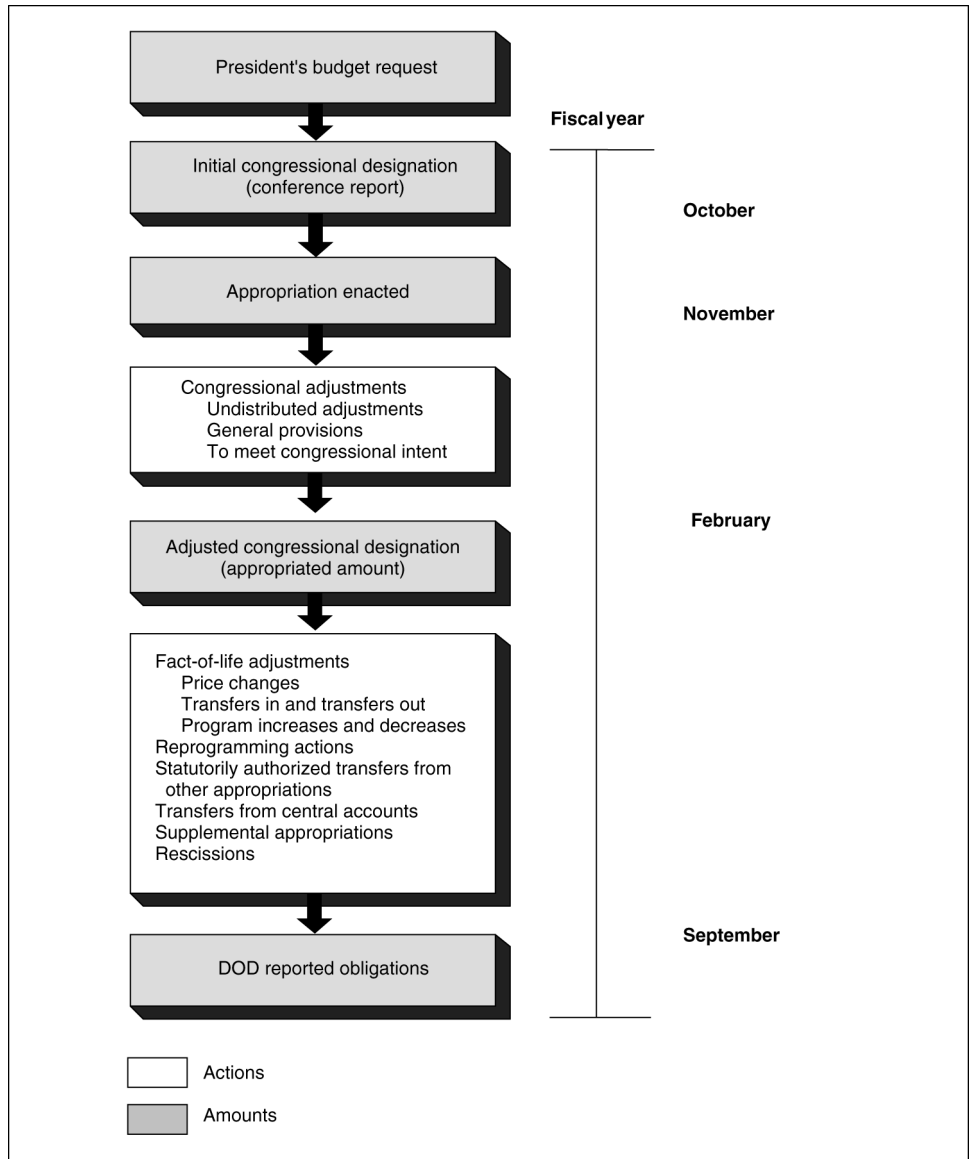 President's budget request
Fiscal year
Initial congressional designation
(conference report)
October
Appropriation enacted
November
Congressional adjustments
Undistributed adjustments
General provisions
To meet congressional intent
February
Adjusted congressional designation
(appropriated amount)
Fact-of-life adjustments
Price changes
Transfers in and transfers out
Program increases and decreases
Reprogramming actions
Statutorily authorized transfers from
other appropriations
Transfers from central accounts
Supplemental appropriations
Rescissions
September
DOD reported obligations
Actions
Amounts